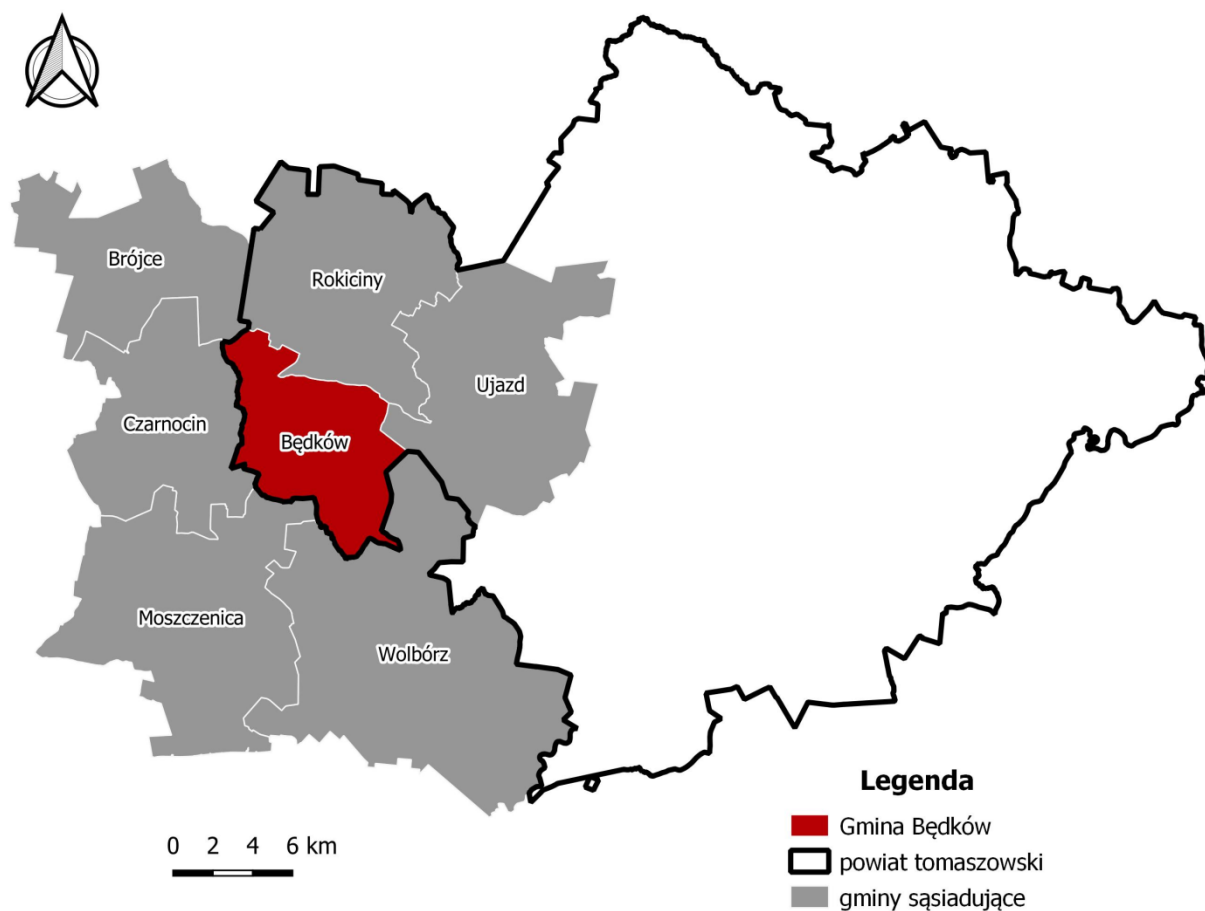 Brójce
Rokiciny
Ujazd
Czarnocin
Będków
Moszczenica
Wolbórz
0 2 4 6 km
Legenda
Gmina Będków
powiat tomaszowski
gminy sąsiadujące